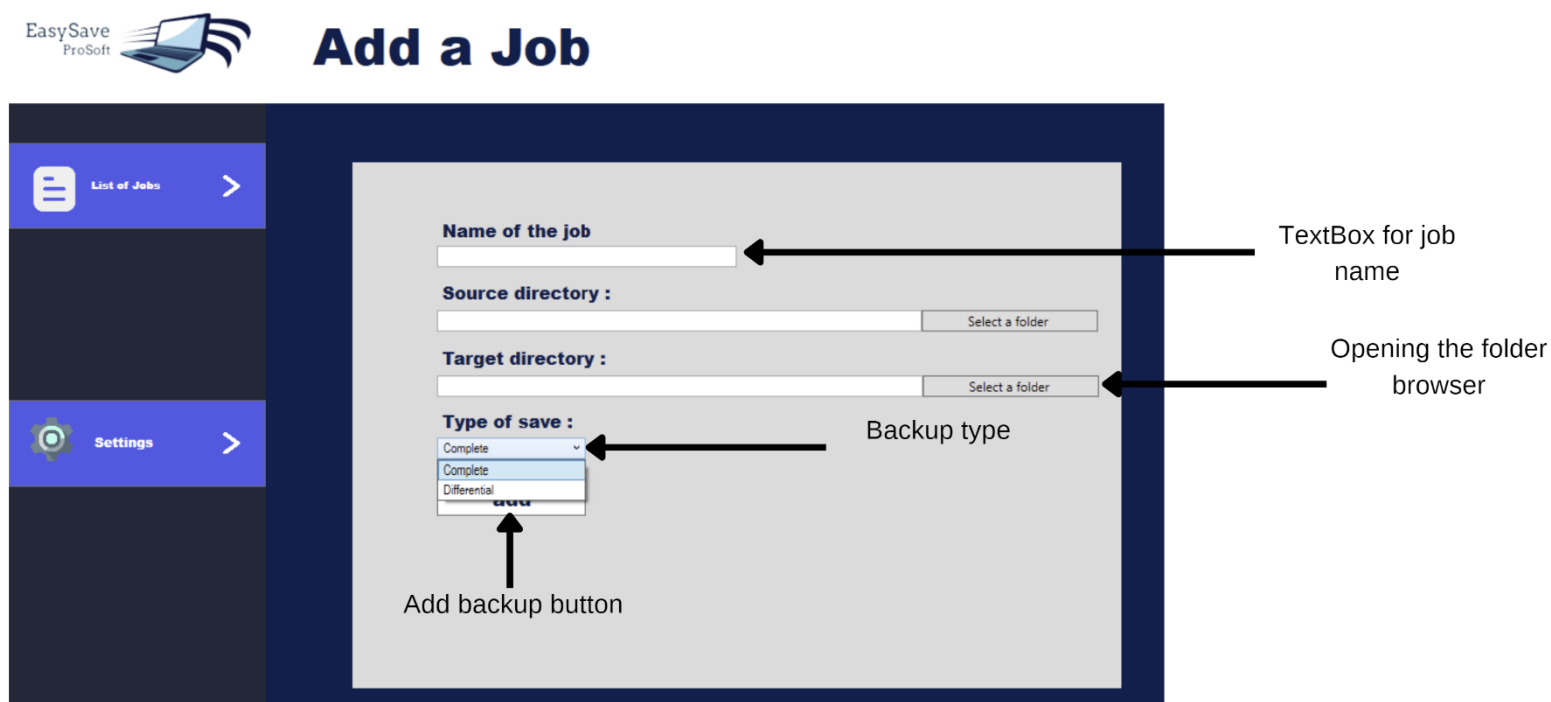 EasySave
ProSoft
Add a Job
List of Jobs
Settings
Name of the job
Source directory :
Select a folder
Target directory :
Select a folder
Type of save :
Complete
Complete
Differential
add
TextBox for job
name
Opening the folder
browser
Backup type
Add backup button